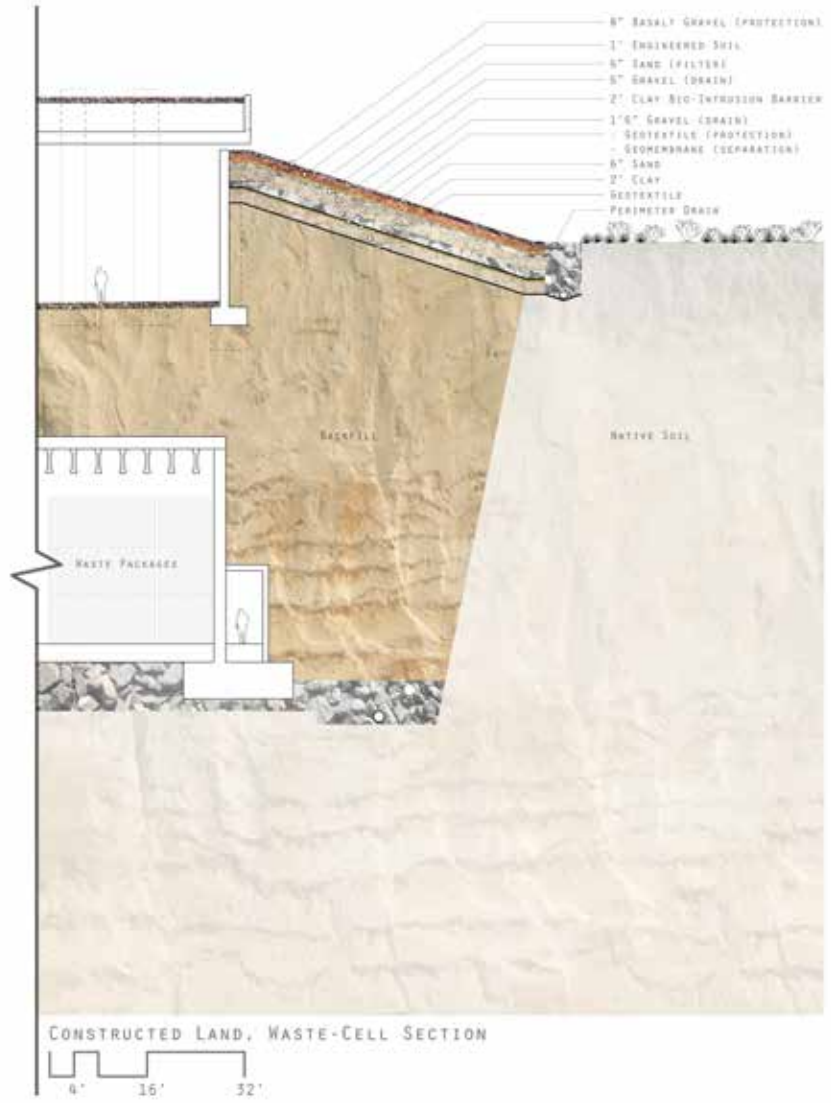 8" BASALT GRAVEL (PROTECTION)
1' ENGINEERED SOIL
6" SAND (FILTER)
6" GRAVEL (DRAIN)
2' CLAY BIO-INTRUSION BARRIER
1'6" GRAVEL (DRAIN)
- GEOTEXTILE (PROTECTION)
- GEOMEMBRANE (SEPARATION)
6" SAND
2' CLAY
GEOTEXTILE
PERIMETER DRAIN
BACKFILL
NATIVE SOIL
WASTE PACKAGES
CONSTRUCTED LAND, WASTE-CELL SECTION
4' 16' 32'